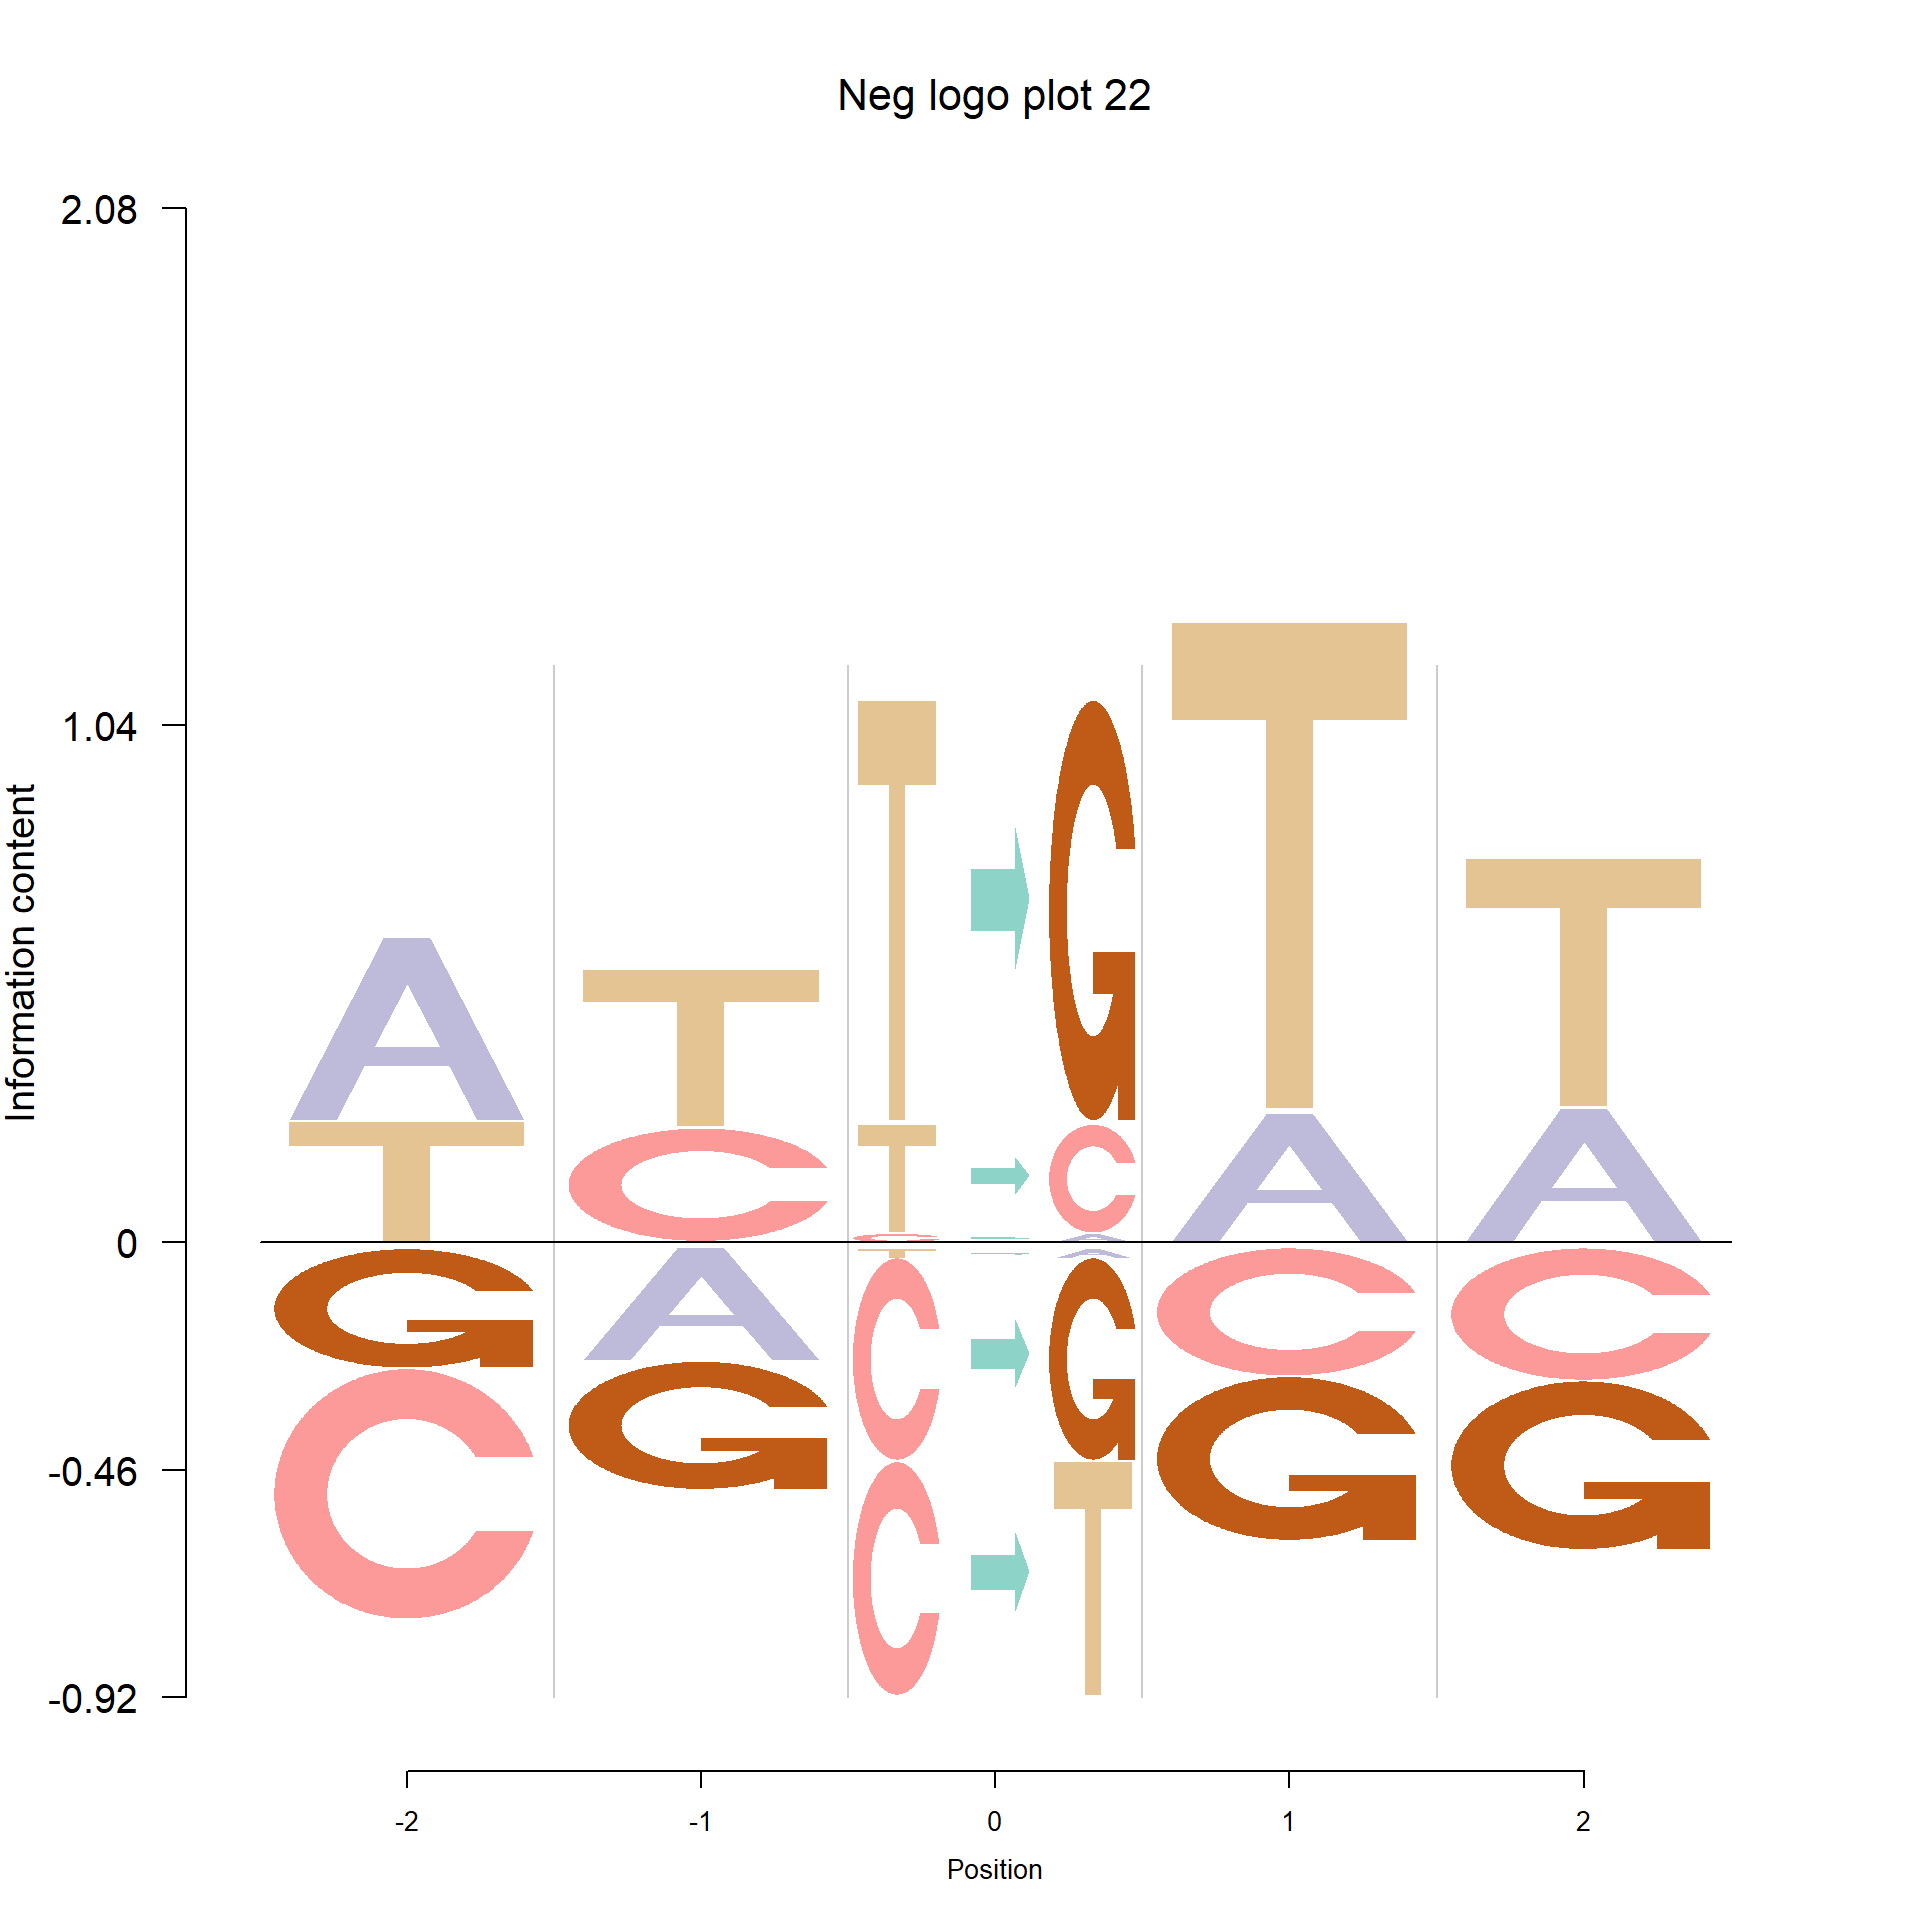 Neg logo plot 22
2.08
1.04
0
-0.46
-0.92
Information content
A T G C
T C A G
T G
T C
C A
T A
C G
C T
T A C G
T A C G
-2 -1 0 1 2
Position